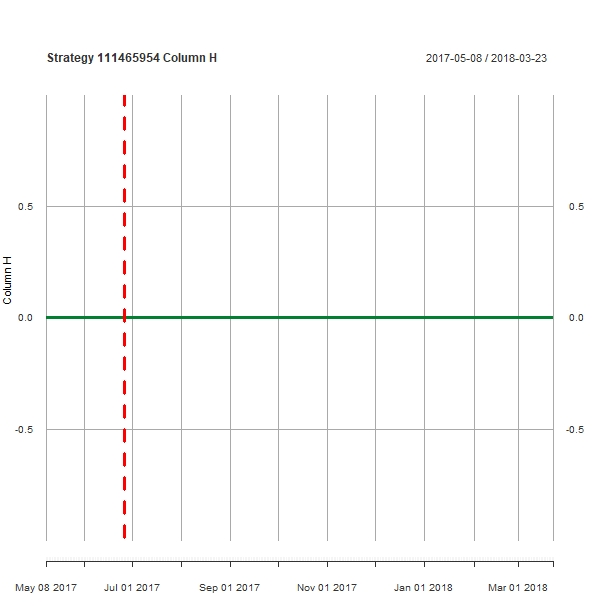 Strategy 111465954 Column H
2017-05-08 / 2018-03-23
0.5
0.5
Column H
0.0
0.0
-0.5
-0.5
May 08 2017
Jul 01 2017
Sep 01 2017
Nov 01 2017
Jan 01 2018
Mar 01 2018